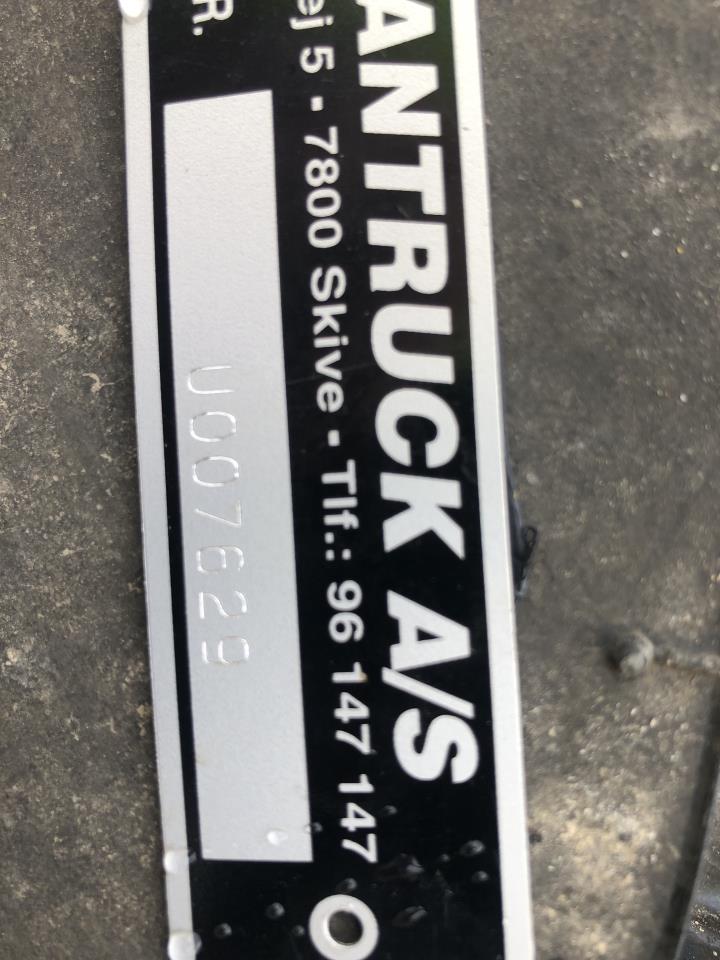 ANTRUCK A/S
ej 5 - 7800 Skive - Tlf.: 96 147 147
R.
U007629